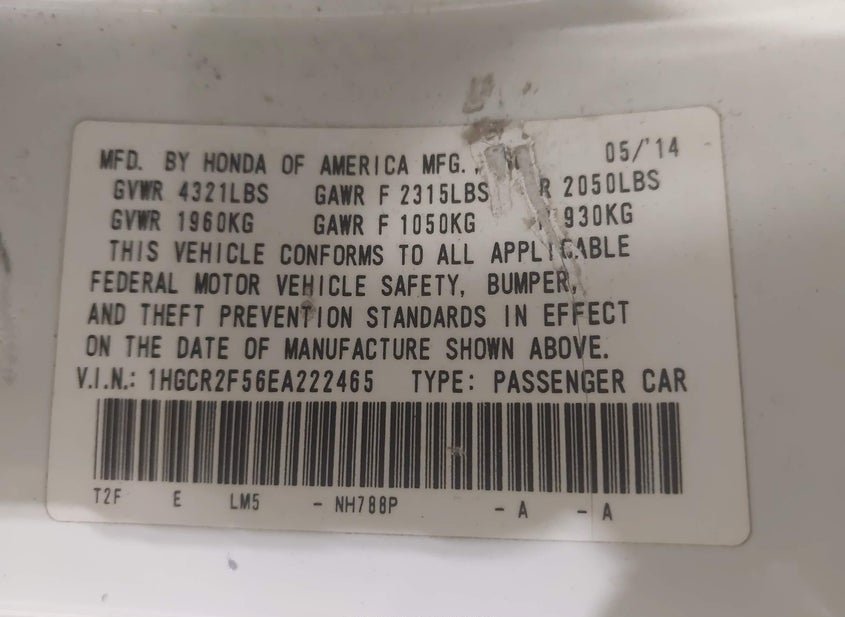 MFD. BY HONDA OF AMERICA MFG., 05/'14
GVWR 4321LBS GAWR F 2315LBS R 2050LBS
GVWR 1960KG GAWR F 1050KG 930KG
THIS VEHICLE CONFORMS TO ALL APPLICABLE
FEDERAL MOTOR VEHICLE SAFETY, BUMPER,
AND THEFT PREVENTION STANDARDS IN EFFECT
ON THE DATE OF MANUFACTURE SHOWN ABOVE.
V.I.N.: 1HGCR2F56EA222465 TYPE: PASSENGER CAR
T2F E LM5 - NH788P - A - A